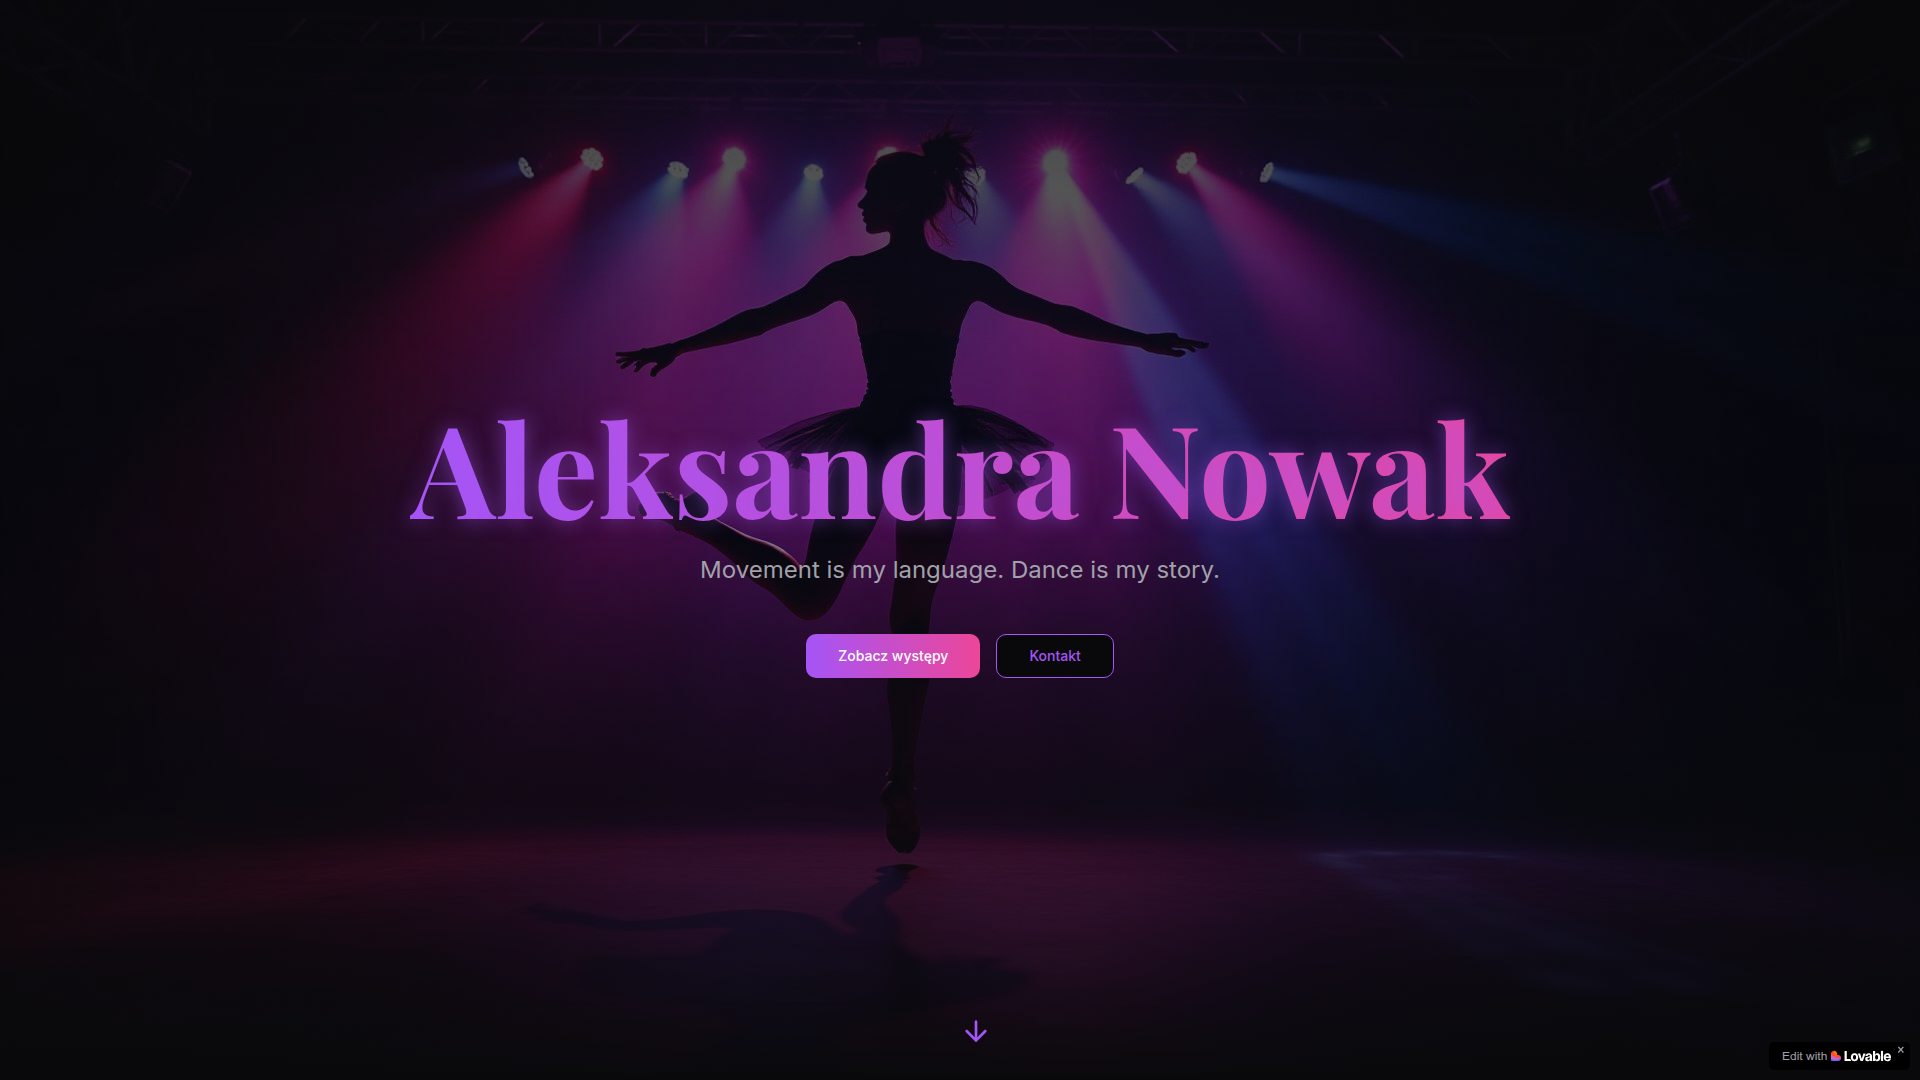 Aleksandra Nowak
Movement is my language. Dance is my story.
Zobacz występy
Kontakt
Edit with Lovable ×